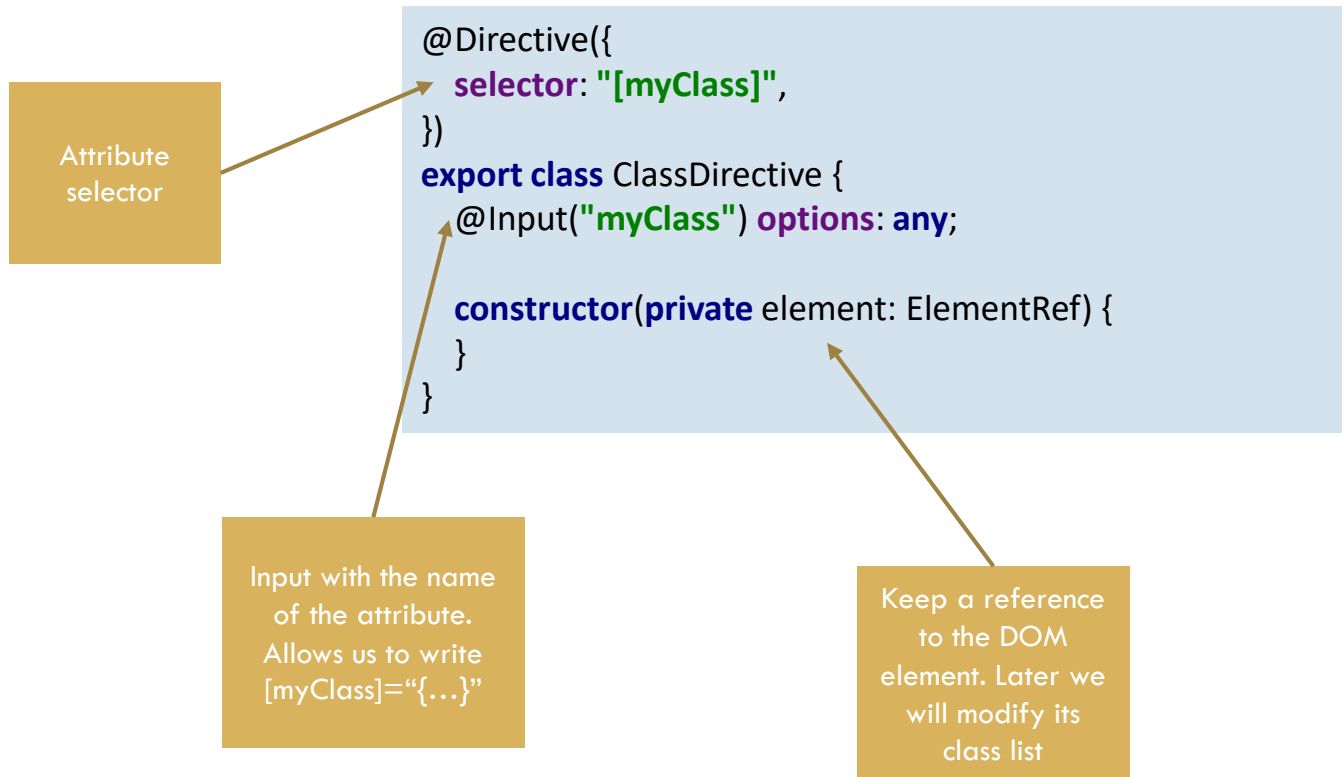 @Directive({
selector: "[myClass]",
})
export class ClassDirective {
@Input("myClass") options: any;
constructor(private element: ElementRef) {
}
}
Attribute
selector
Input with the name
of the attribute.
Allows us to write
[myClass]=“{…}”
Keep a reference
to the DOM
element. Later we
will modify its
class list